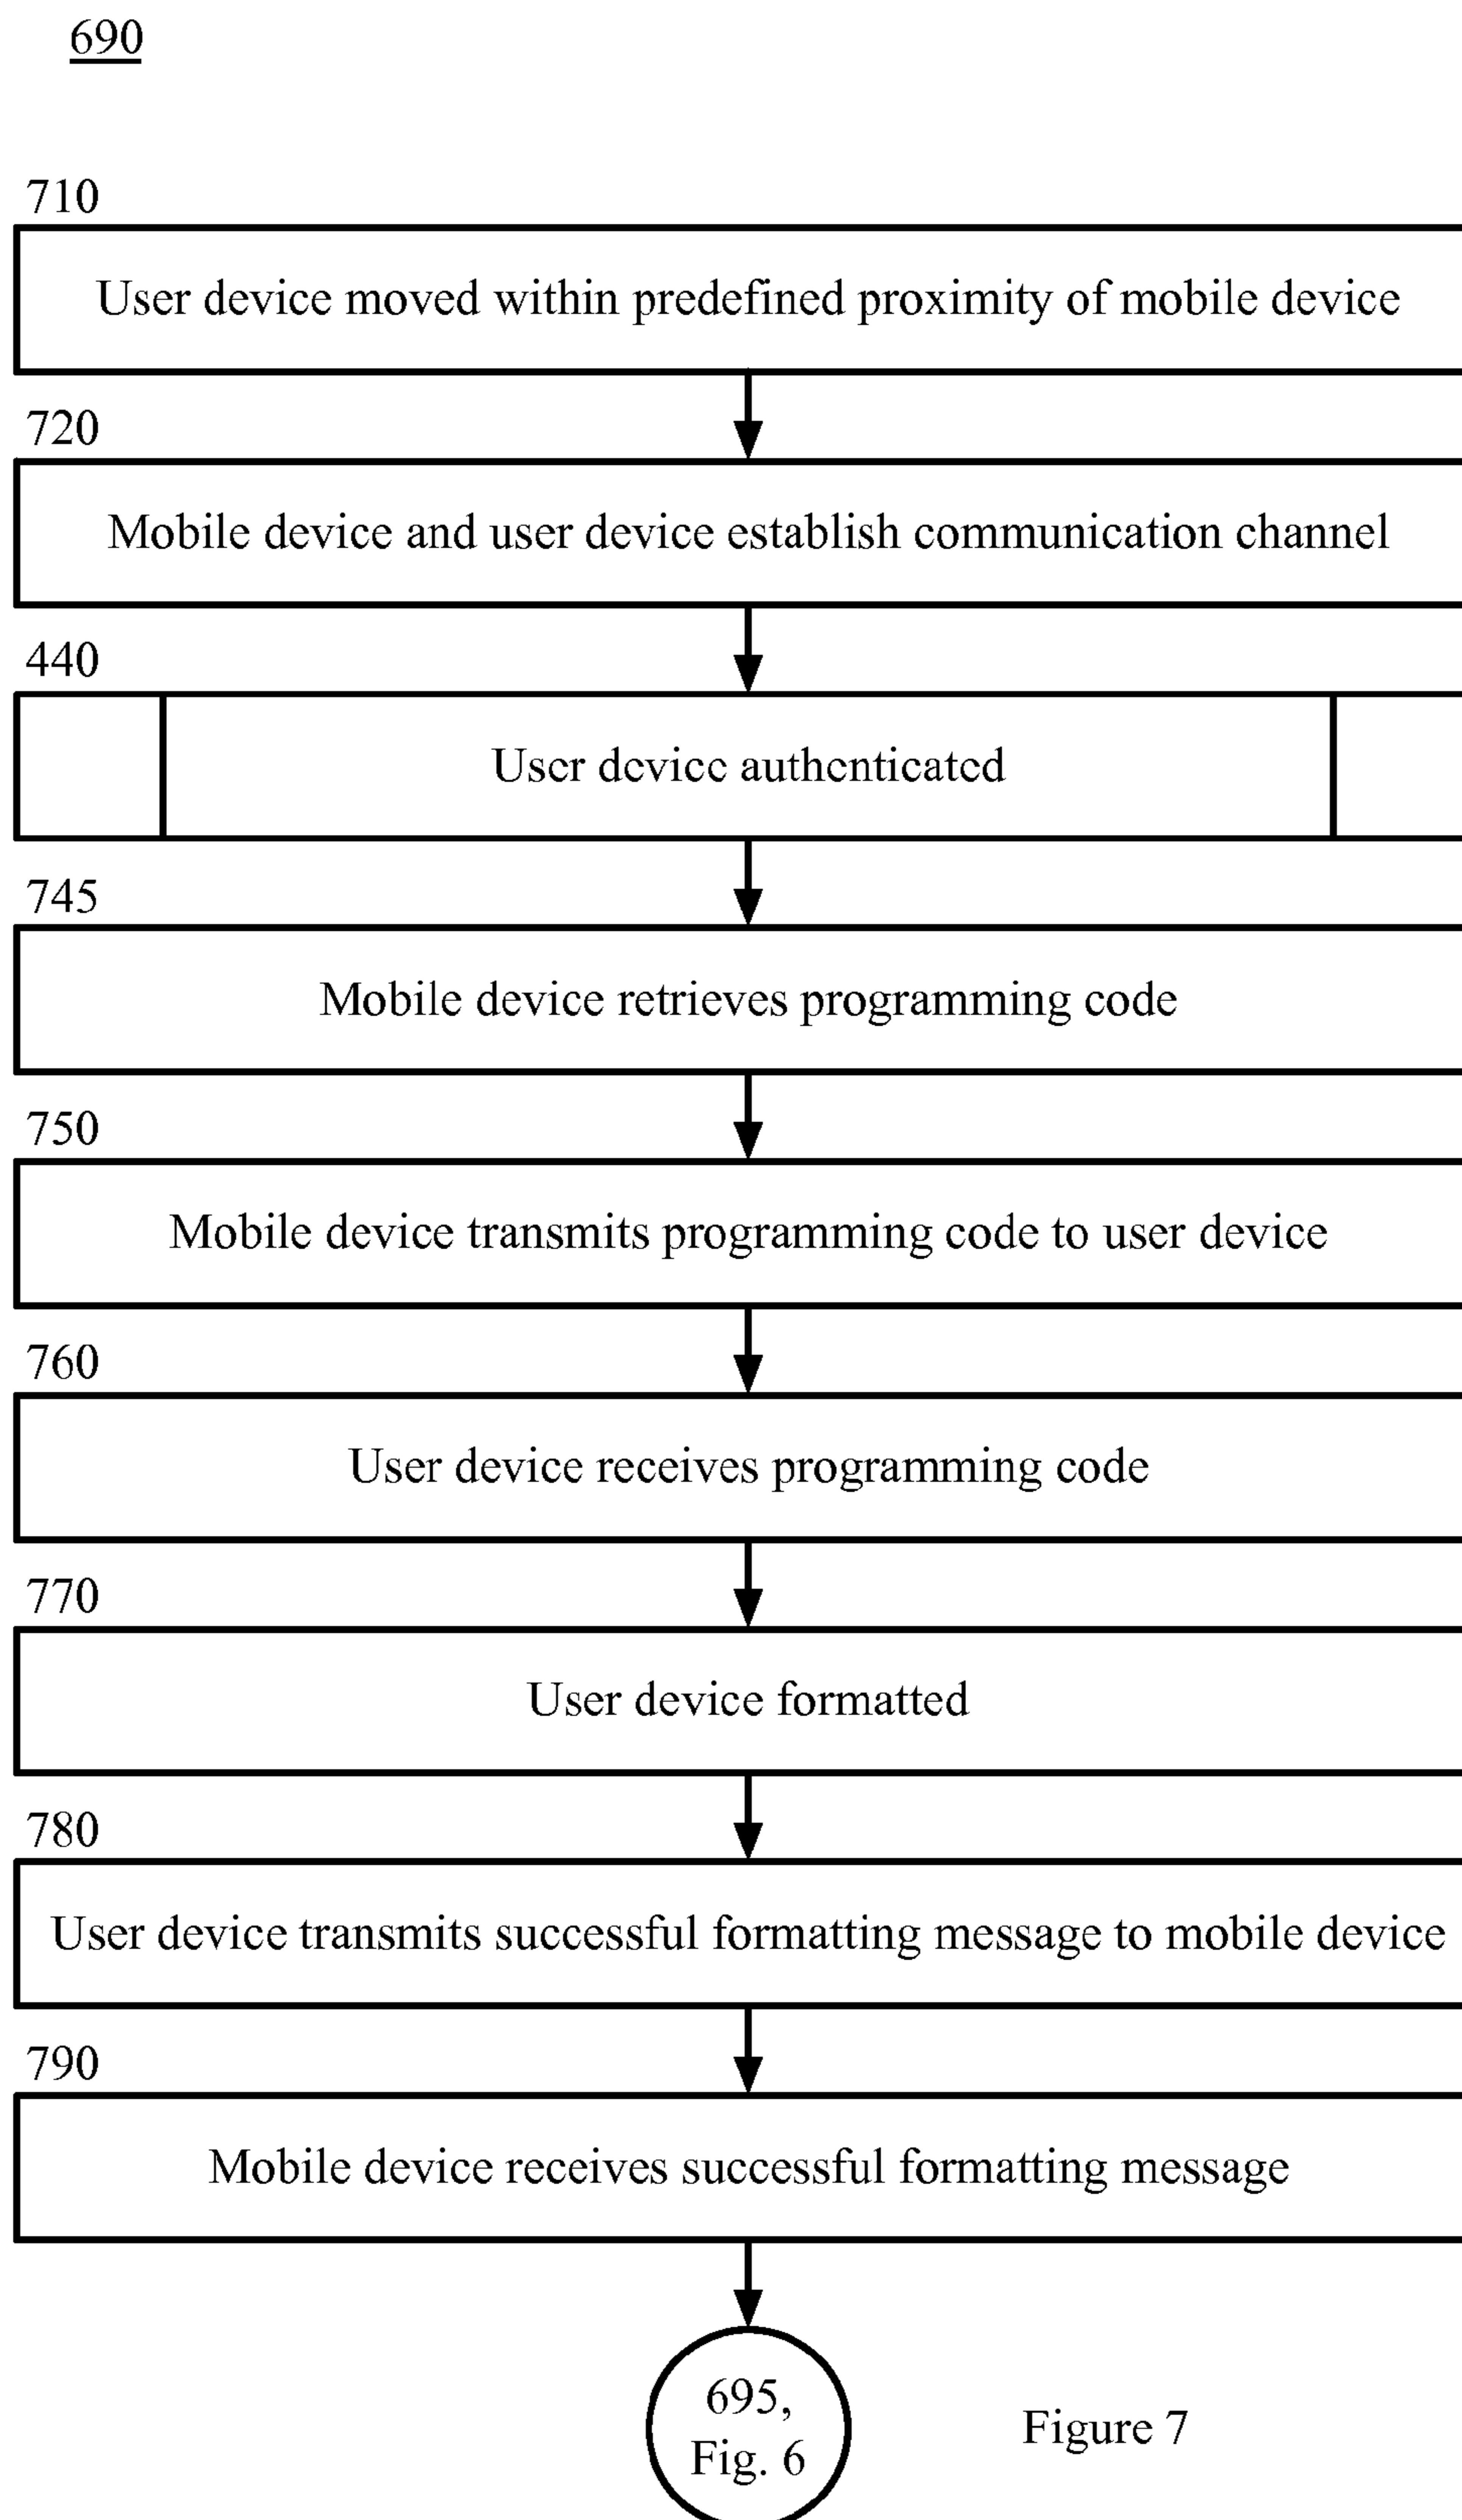 690
710
User device moved within predefined proximity of mobile device
720
Mobile device and user device establish communication channel
440
User device authenticated
745
Mobile device retrieves programming code
750
Mobile device transmits programming code to user device
760
User device receives programming code
770
User device formatted
780
User device transmits successful formatting message to mobile device
790
Mobile device receives successful formatting message
695,
Fig. 6
Figure 7